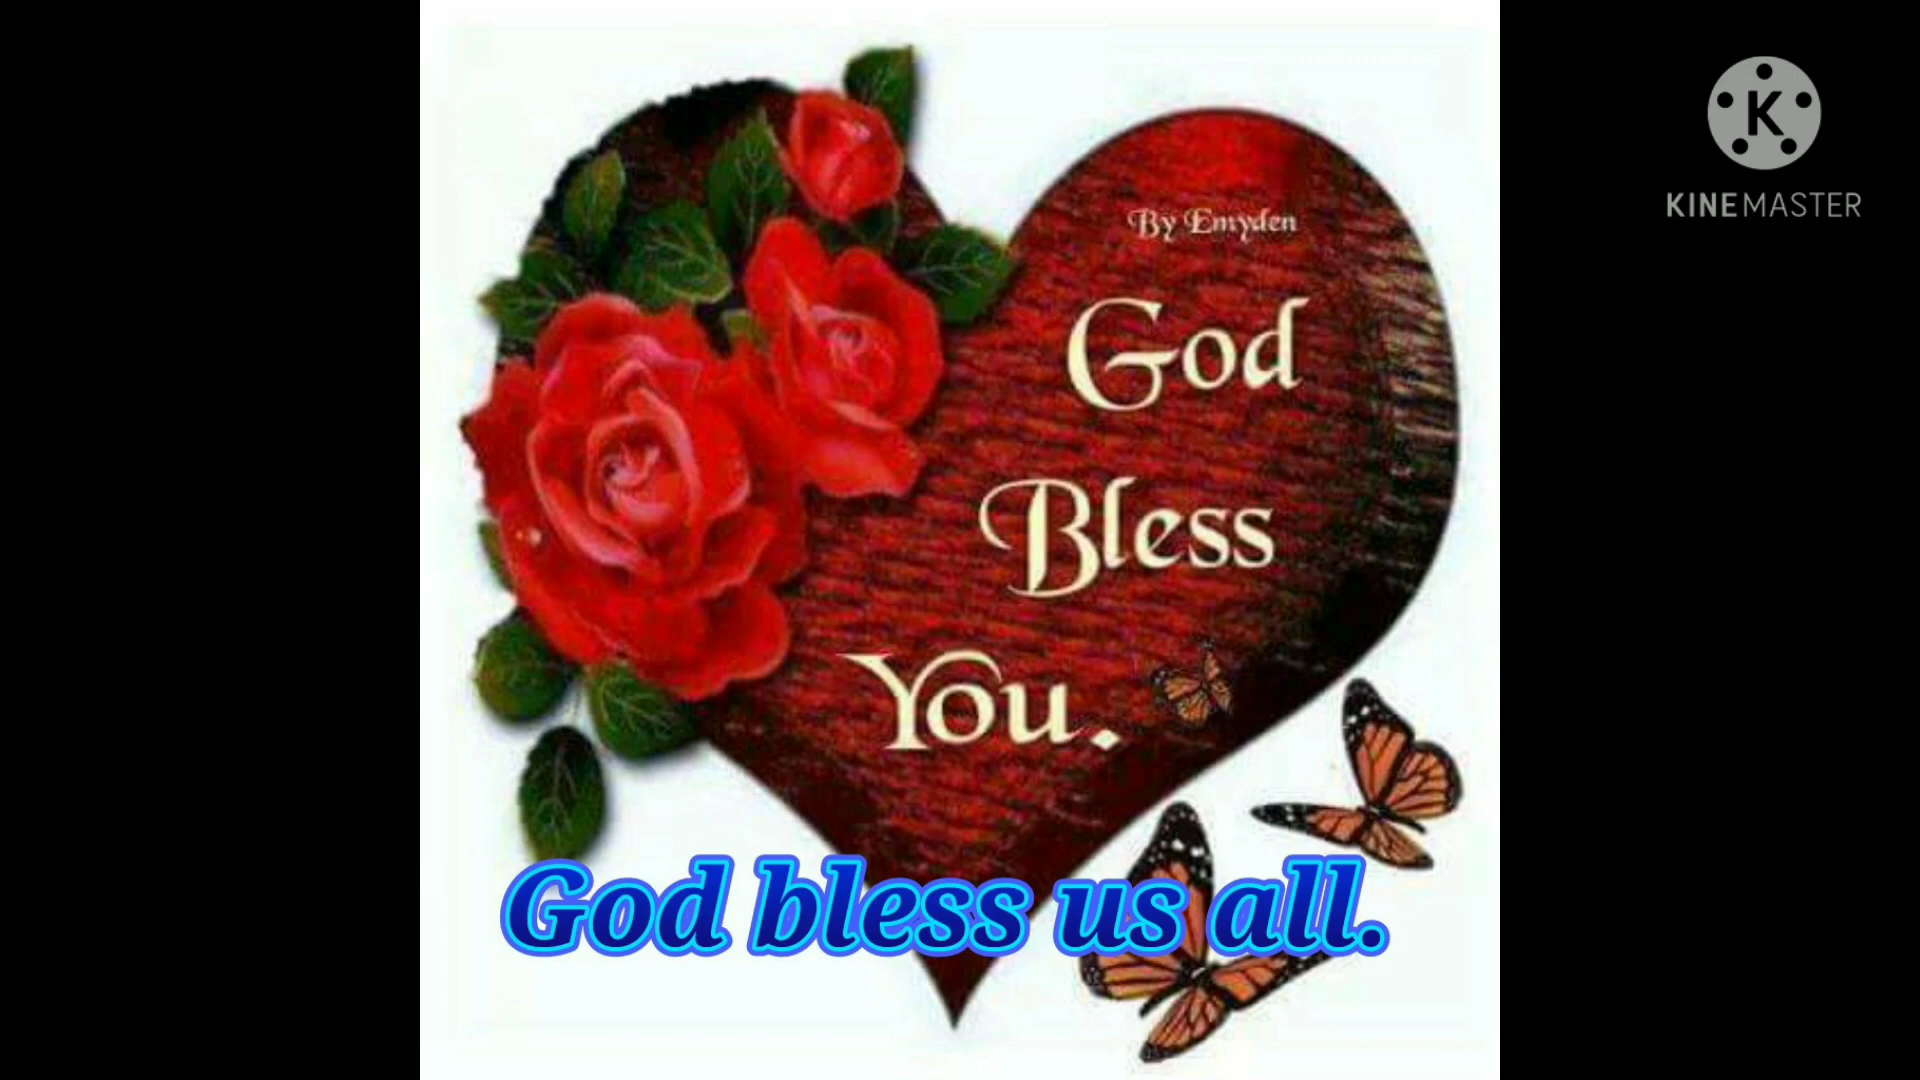 By Emyden
God
Bless
You.
God bless us all.
K
KINEMASTER